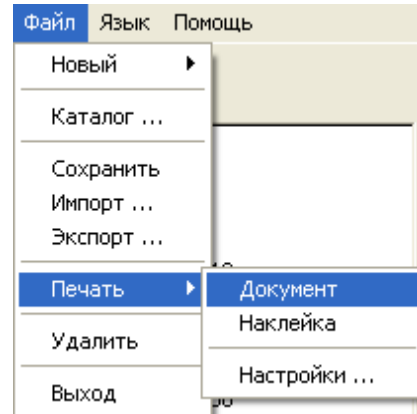 Файл Язык Помощь
Новый
Каталог ...
Сохранить
Импорт ...
Экспорт ...
Печать
Документ
Наклейка
Настройки ...
Удалить
Выход